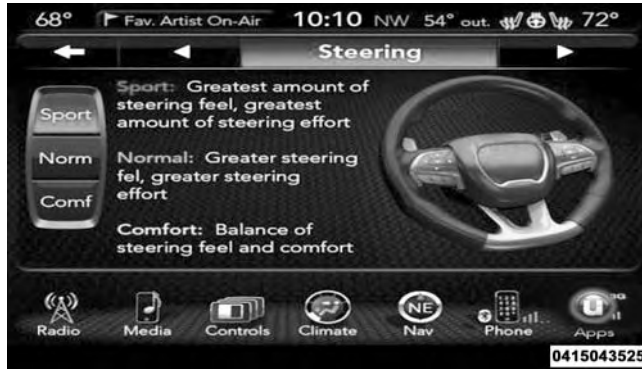 68° Fav. Artist On-Air 10:10 NW 54° out. 72°
Steering
Sport: Greatest amount of
steering feel, greatest
amount of steering effort
Sport
Norm
Comf
Normal: Greater steering
fel, greater steering
effort
Comfort: Balance of
steering feel and comfort
NE
3G
Radio Media Controls Climate Nav Phone Apps
0415043525